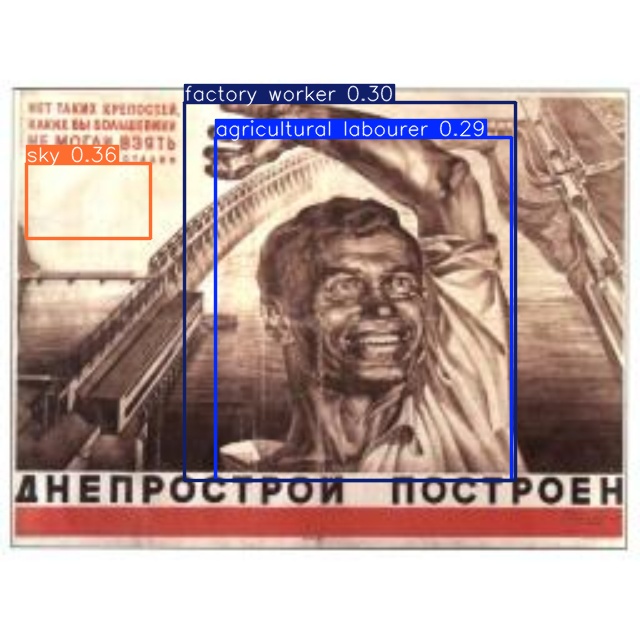 factory worker 0.30
agricultural labourer 0.29
НЕТ ТАКИХ КРЕПОСТЕЙ,
КАКИЕ БЫ БОЛЬШЕВИКИ
НЕ МОГЛИ ВЗЯТЬ
sky 0.36
ДНЕПРОСТРОЙ ПОСТРОЕН